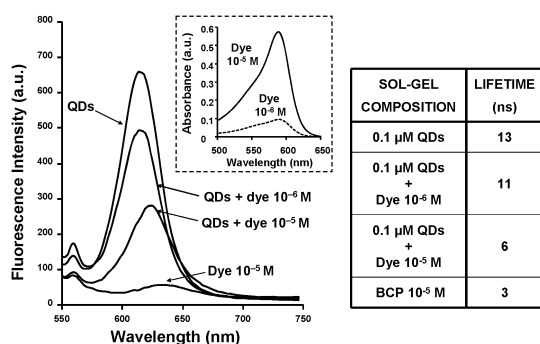 800
700
600
500
400
300
200
100
0
Fluorescence Intensity (a.u.)
550
600
650
700
750
Wavelength (nm)
QDs
QDs + dye 10⁻⁶ M
QDs + dye 10⁻⁵ M
Dye 10⁻⁵ M
0.6
0.5
0.4
0.3
0.2
0.1
0
Absorbance (a.u.)
Dye
10⁻⁵ M
Dye
10⁻⁶ M
500
550
600
650
Wavelength (nm)
SOL-GEL LIFETIME
COMPOSITION (ns)
0.1 µM QDs 13
0.1 µM QDs
+ 11
Dye 10⁻⁶ M
0.1 µM QDs
+ 6
Dye 10⁻⁵ M
BCP 10⁻⁵ M 3